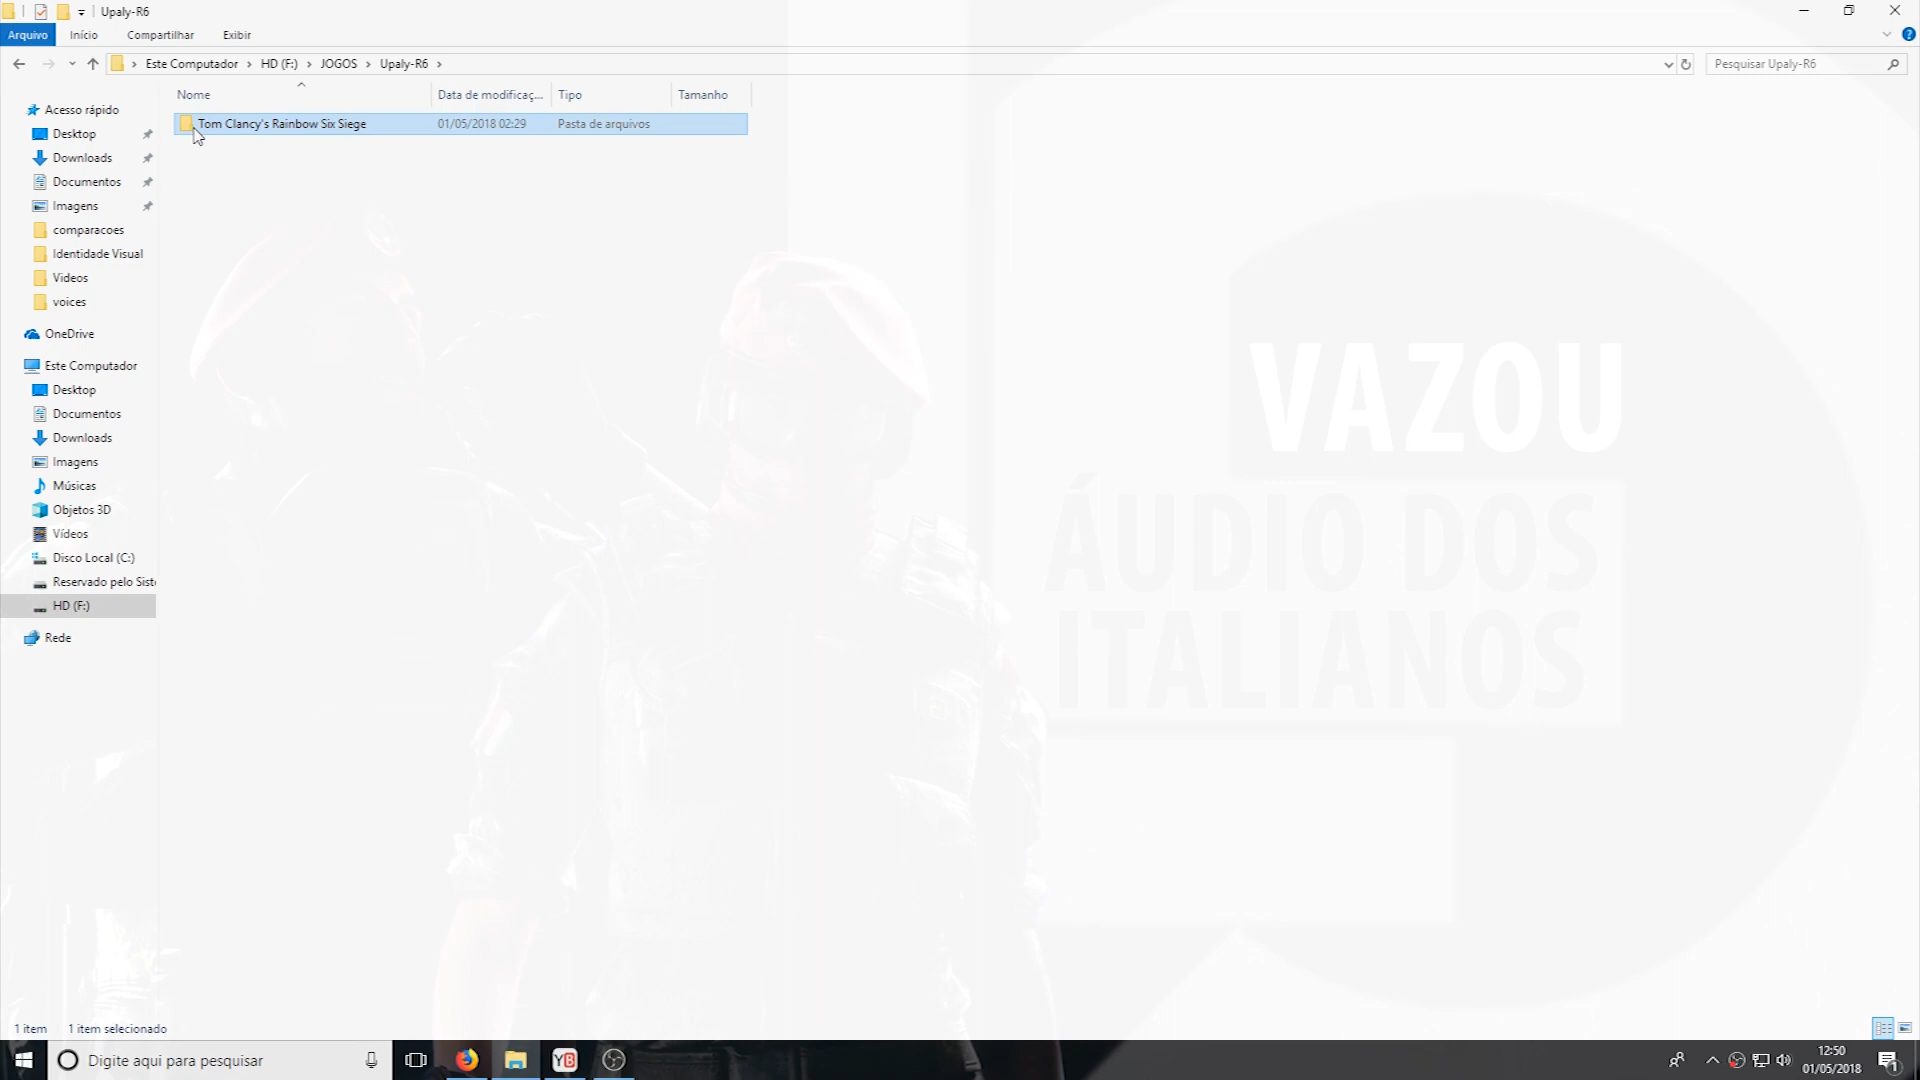 Upaly-R6
Arquivo Início Compartilhar Exibir
Este Computador HD (F:) JOGOS Upaly-R6 Pesquisar Upaly-R6
Nome Data de modificaç... Tipo Tamanho
Tom Clancy's Rainbow Six Siege 01/05/2018 02:29 Pasta de arquivos
Acesso rápido
Desktop
Downloads
Documentos
Imagens
comparacoes
Identidade Visual
Videos
voices
OneDrive
Este Computador
Desktop
Documentos
Downloads
Imagens
Músicas
Objetos 3D
Vídeos
Disco Local (C:)
Reservado pelo Siste
HD (F:)
Rede
VAZOU
ÁUDIO DOS
ITALIANOS
1 item 1 item selecionado
Digite aqui para pesquisar
YB
12:50
01/05/2018
1